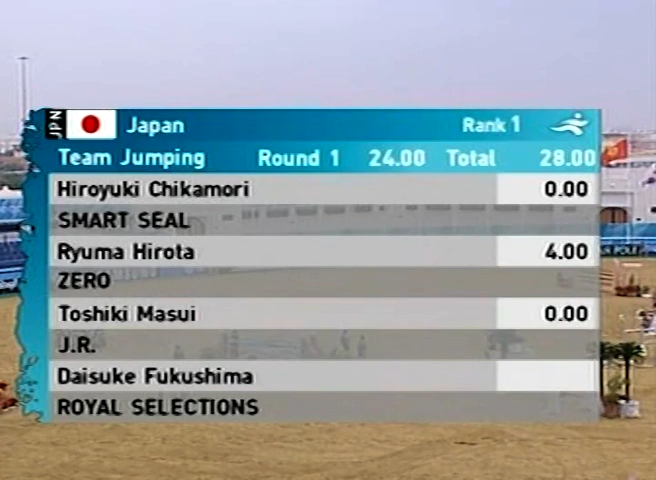 JPN Japan Rank 1
Team Jumping Round 1 24.00 Total 28.00
Hiroyuki Chikamori 0.00
SMART SEAL
Ryuma Hirota 4.00
ZERO
Toshiki Masui 0.00
J.R.
Daisuke Fukushima
ROYAL SELECTIONS